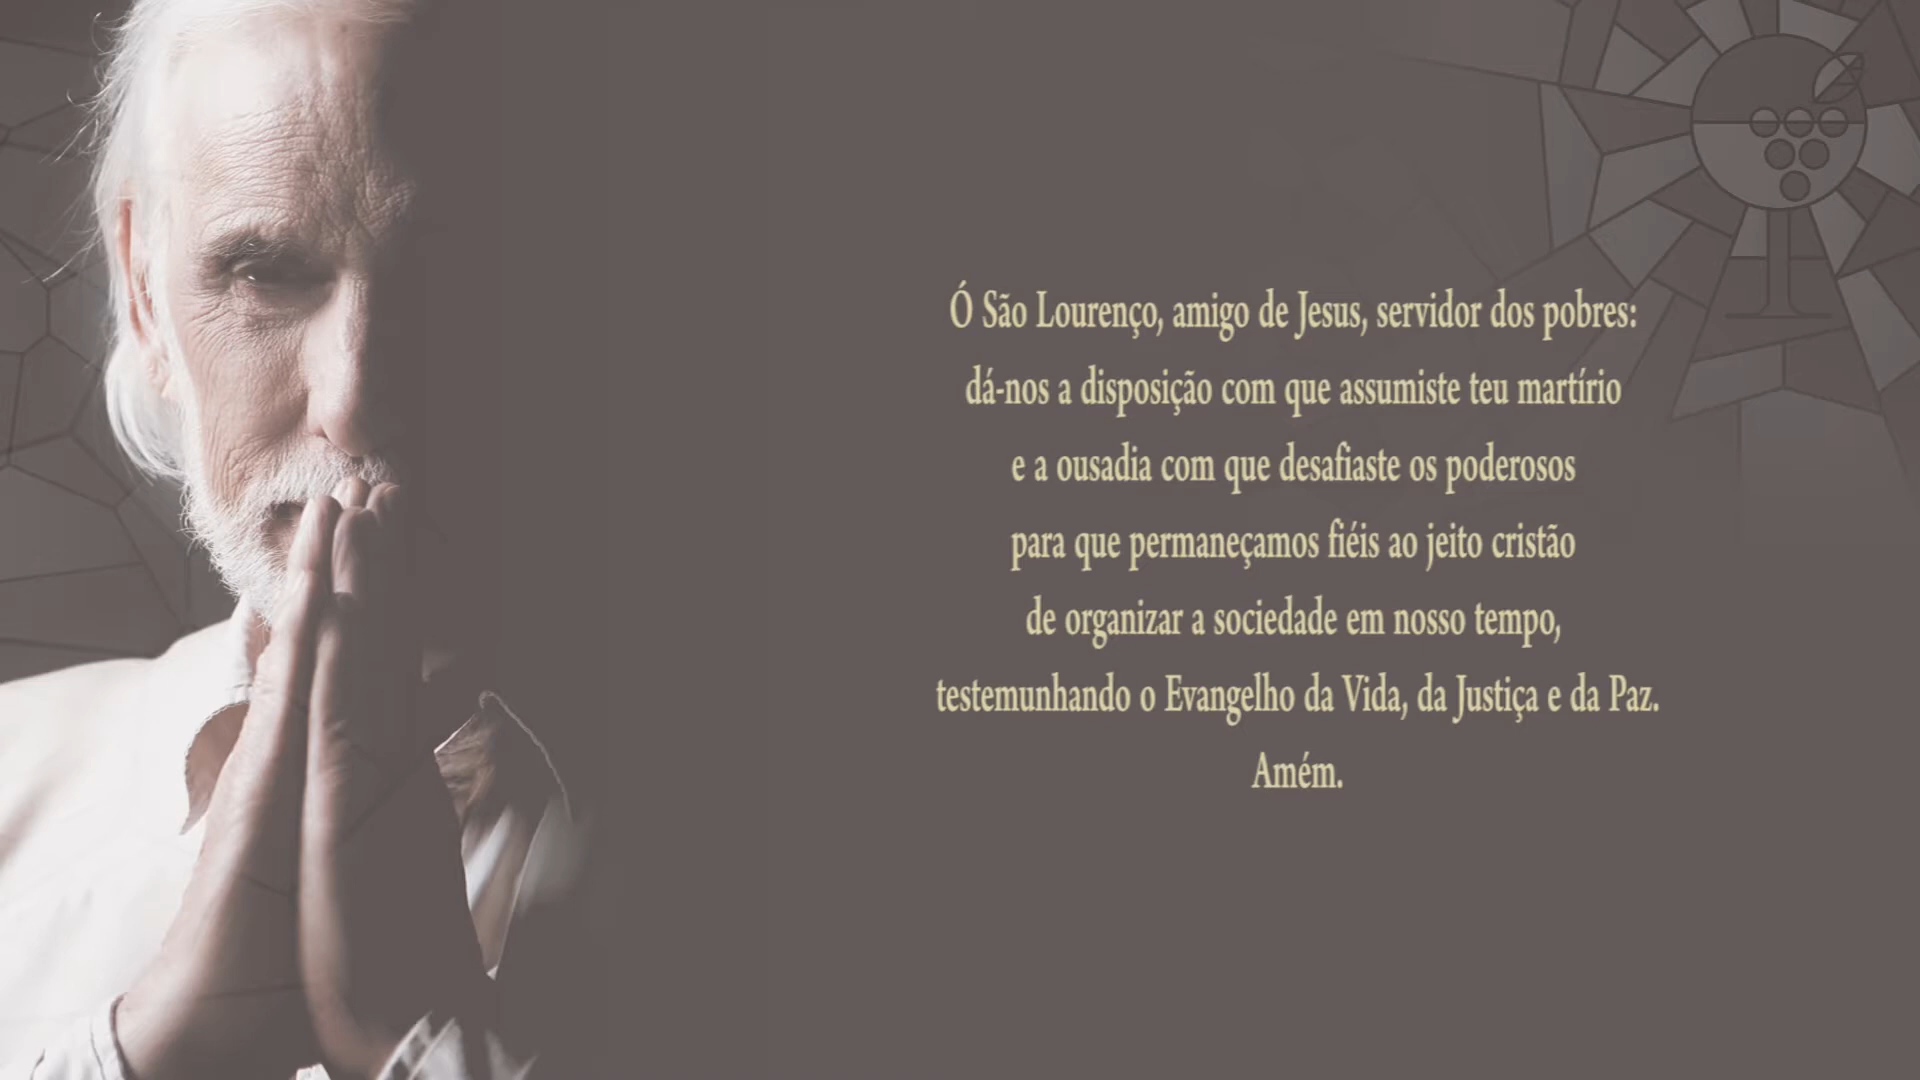 Ó São Lourenço, amigo de Jesus, servidor dos pobres:
dá-nos a disposição com que assumiste teu martírio
e a ousadia com que desafiaste os poderosos
para que permaneçamos fiéis ao jeito cristão
de organizar a sociedade em nosso tempo,
testemunhando o Evangelho da Vida, da Justiça e da Paz.
Amém.